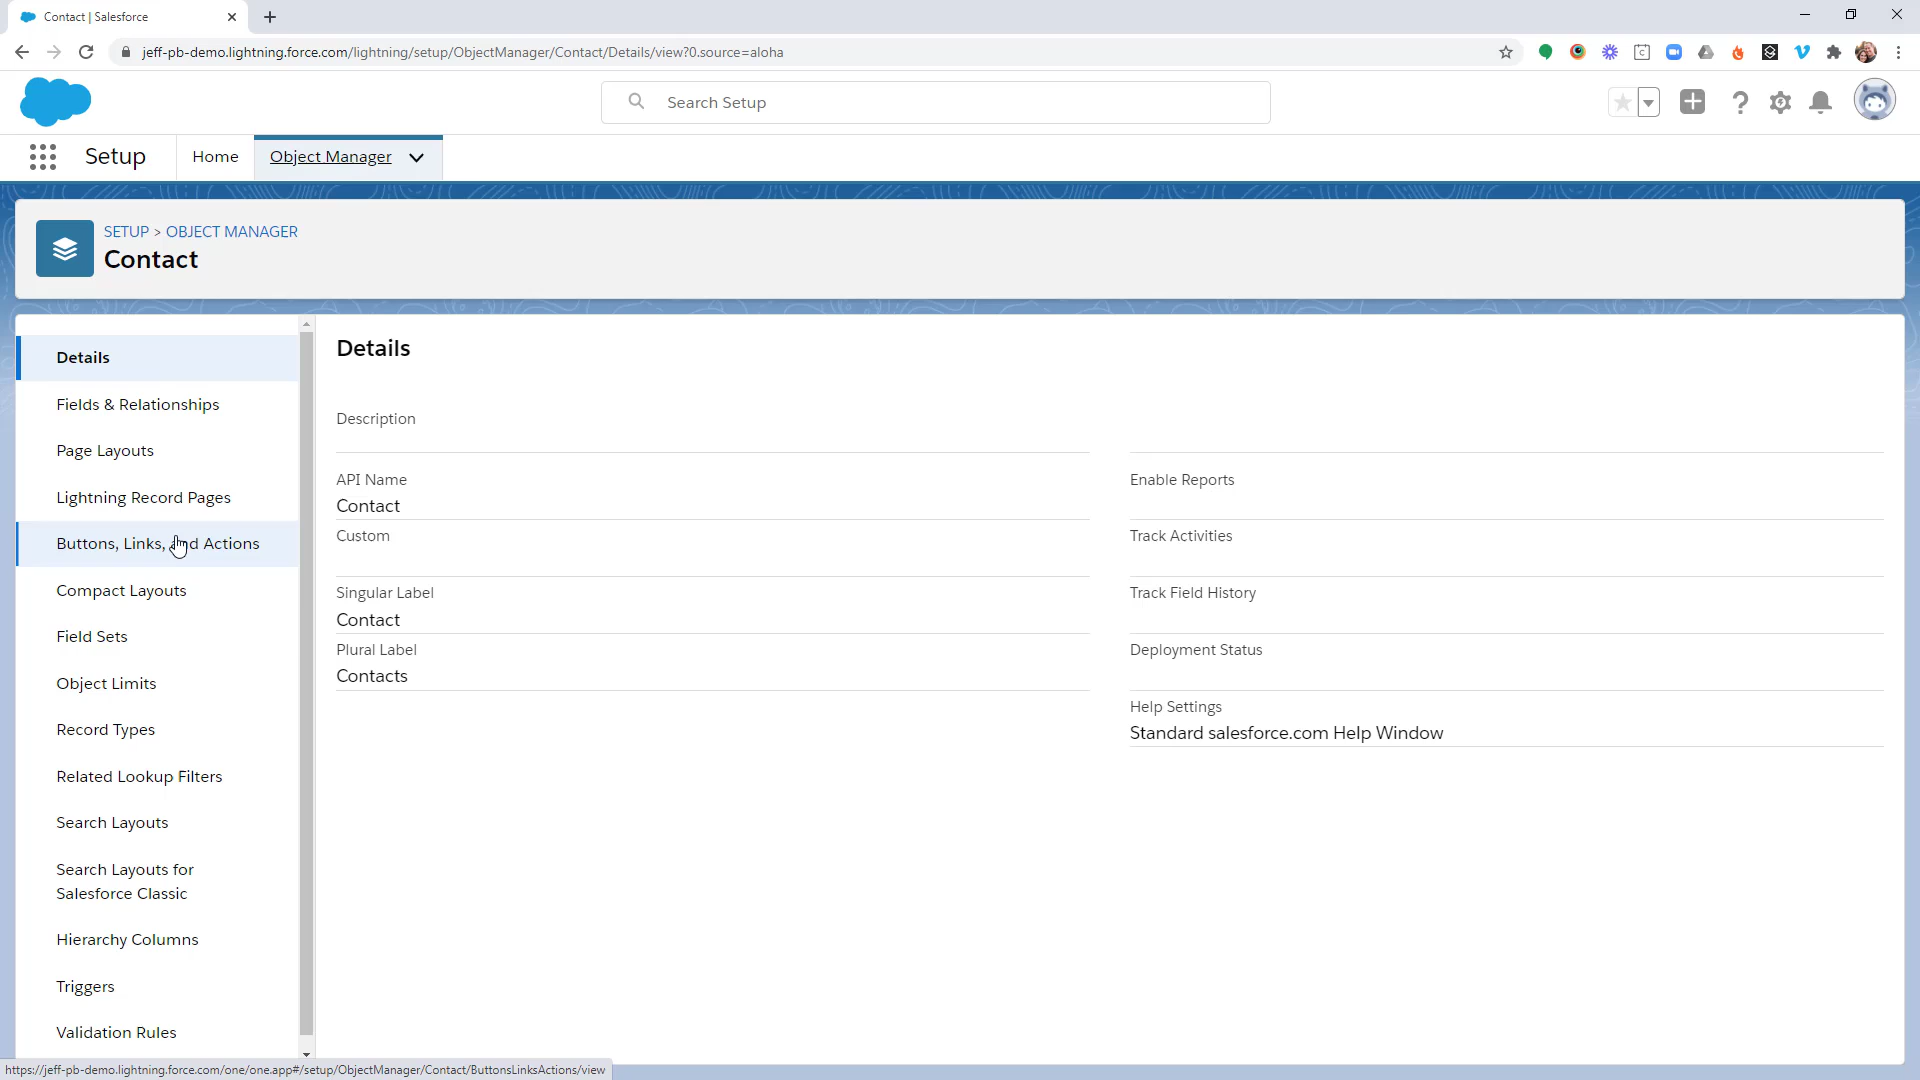 Contact | Salesforce
jeff-pb-demo.lightning.force.com/lightning/setup/ObjectManager/Contact/Details/view?0.source=aloha
Search Setup
Setup
Home
Object Manager
SETUP > OBJECT MANAGER
Contact
Details
Fields & Relationships
Page Layouts
Lightning Record Pages
Buttons, Links, and Actions
Compact Layouts
Field Sets
Object Limits
Record Types
Related Lookup Filters
Search Layouts
Search Layouts for
Salesforce Classic
Hierarchy Columns
Triggers
Validation Rules
Details
Description
API Name
Contact
Custom
Singular Label
Contact
Plural Label
Contacts
Enable Reports
Track Activities
Track Field History
Deployment Status
Help Settings
Standard salesforce.com Help Window
https://jeff-pb-demo.lightning.force.com/one/one.app#/setup/ObjectManager/Contact/ButtonsLinksActions/view